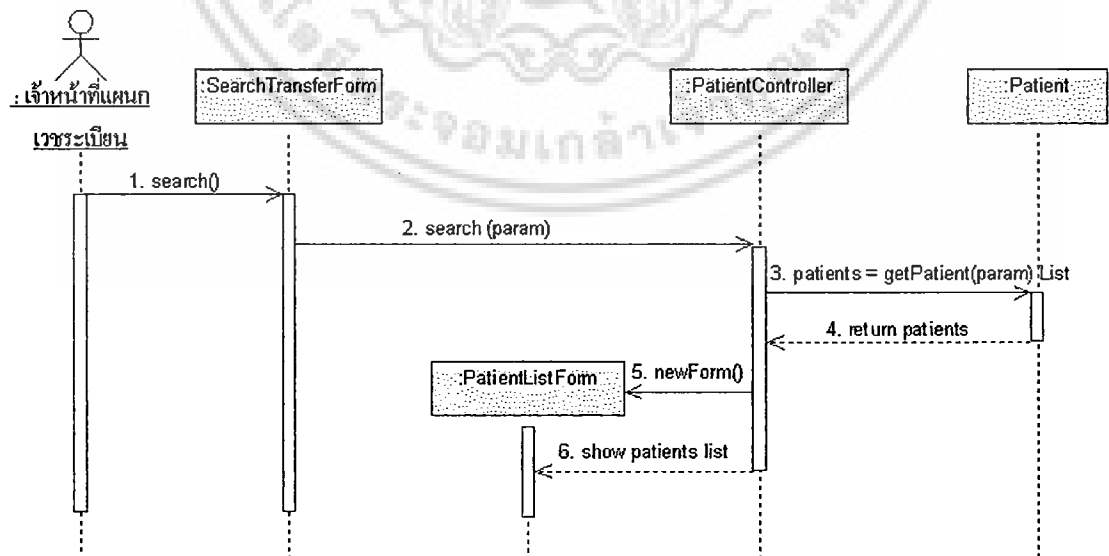 :SearchTransferForm
:PatientController
:Patient
: เจ้าหน้าที่แผนก
เวชระเบียน
1. search()
2. search (param)
3. patients = getPatient(param) List
4. return patients
:PatientListForm
5. newForm()
6. show patients list